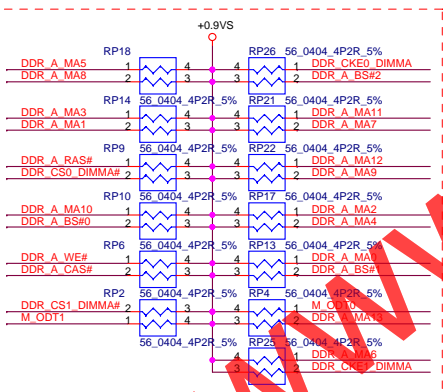 +0.9VS
RP18 RP26 56_0404_4P2R_5%
DDR_A_MA5 1 4 4 1 DDR_CKE0_DIMMA
DDR_A_MA8 2 3 3 2 DDR_A_BS#2
RP14 56_0404_4P2R_5% RP21 56_0404_4P2R_5%
DDR_A_MA3 1 4 4 1 DDR_A_MA11
DDR_A_MA1 2 3 3 2 DDR_A_MA7
RP9 56_0404_4P2R_5% RP22 56_0404_4P2R_5%
DDR_A_RAS# 1 4 4 1 DDR_A_MA12
DDR_CS0_DIMMA# 2 3 3 2 DDR_A_MA9
RP10 56_0404_4P2R_5% RP17 56_0404_4P2R_5%
DDR_A_MA10 1 4 4 1 DDR_A_MA2
DDR_A_BS#0 2 3 3 2 DDR_A_MA4
RP6 56_0404_4P2R_5% RP13 56_0404_4P2R_5%
DDR_A_WE# 1 4 4 1 DDR_A_MA0
DDR_A_CAS# 2 3 3 2 DDR_A_BS#1
RP2 56_0404_4P2R_5% RP4 56_0404_4P2R_5%
DDR_CS1_DIMMA# 2 3 4 1 M_ODT0
M_ODT1 1 4 3 2 DDR_A_MA13
56_0404_4P2R_5% RP25 56_0404_4P2R_5%
4 1 DDR_A_MA6
3 2 DDR_CKE1_DIMMA